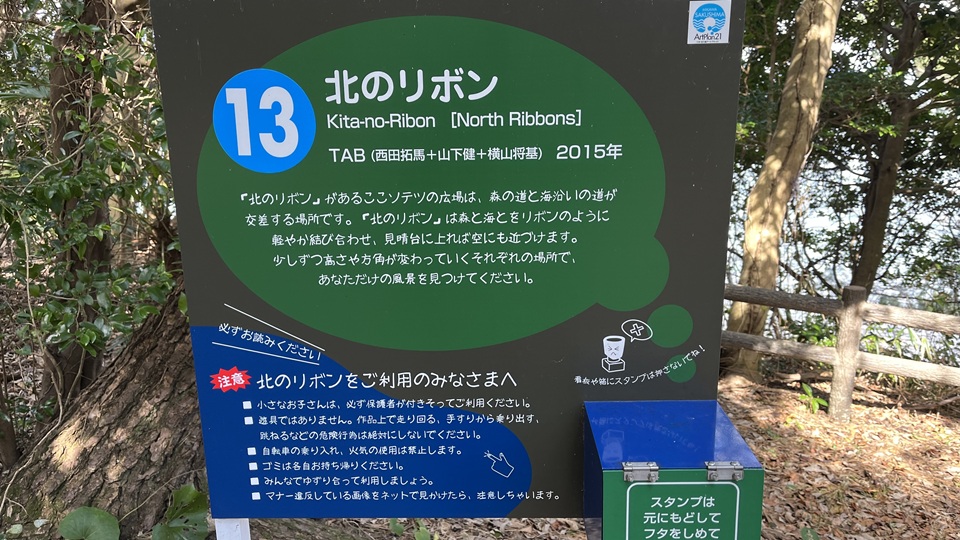 SAKUSHIMA
ArtPlan21
13
北のリボン
Kita-no-Ribon [North Ribbons]
TAB (西田拓馬＋山下健＋横山将基) 2015年
『北のリボン』があるここソテツの広場は、森の道と海沿いの道が
交差する場所です。『北のリボン』は森と海とをリボンのように
軽やか結び合わせ、見晴台に上れば空にも近づけます。
少しずつ高さや方角が変わっていくそれぞれの場所で、
あなただけの風景を見つけてください。
必ずお読みください
注意 北のリボンをご利用のみなさまへ
■ 小さなお子さんは、必ず保護者が付きそってご利用ください。
■ 遊具ではありません。作品上で走り回る、手すりから乗り出す、
跳ねるなどの危険行為は絶対にしないでください。
■ 自転車の乗り入れ、火気の使用は禁止します。
■ ゴミは各自お持ち帰りください。
■ みんなでゆずり合って利用しましょう。
■ マナー違反している画像をネットで見かけたら、注意しちゃいます。
看板や箱にスタンプは押さないでね！
スタンプは
元にもどして
フタをしめて